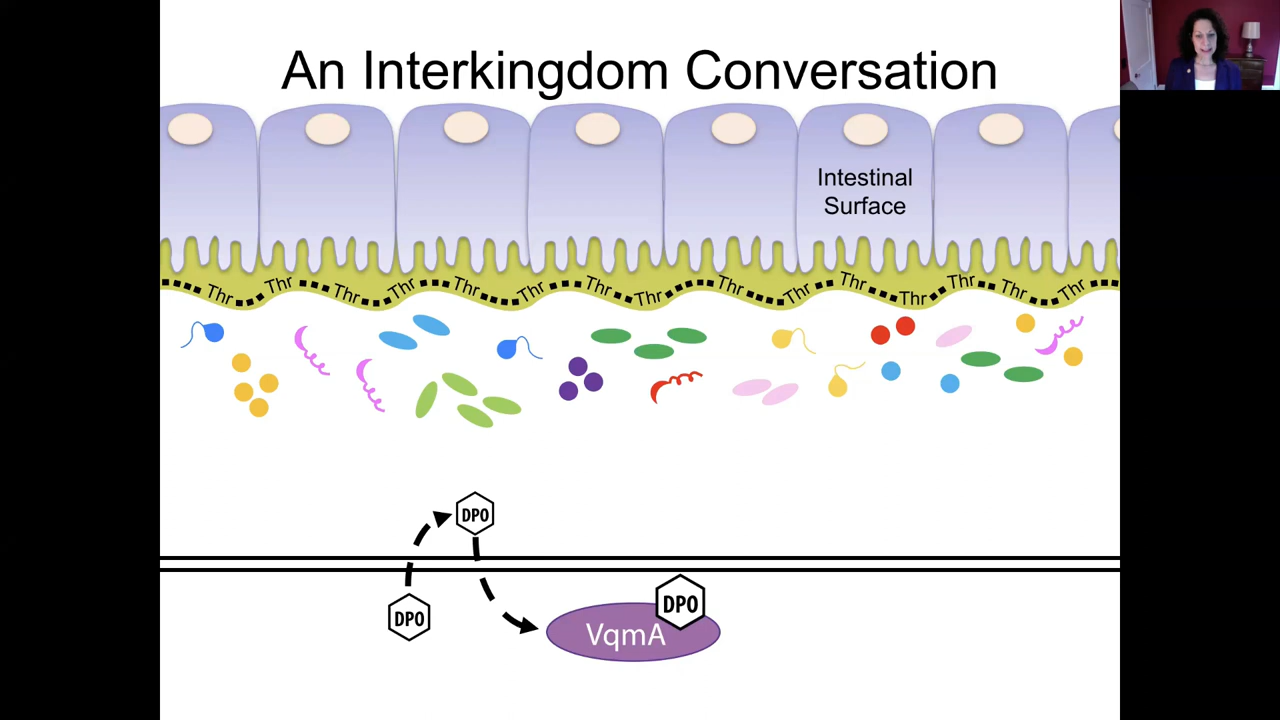 An Interkingdom Conversation
Intestinal
Surface
Thr Thr Thr Thr Thr Thr Thr Thr Thr Thr Thr Thr Thr Thr
DPO
DPO
DPO
VqmA